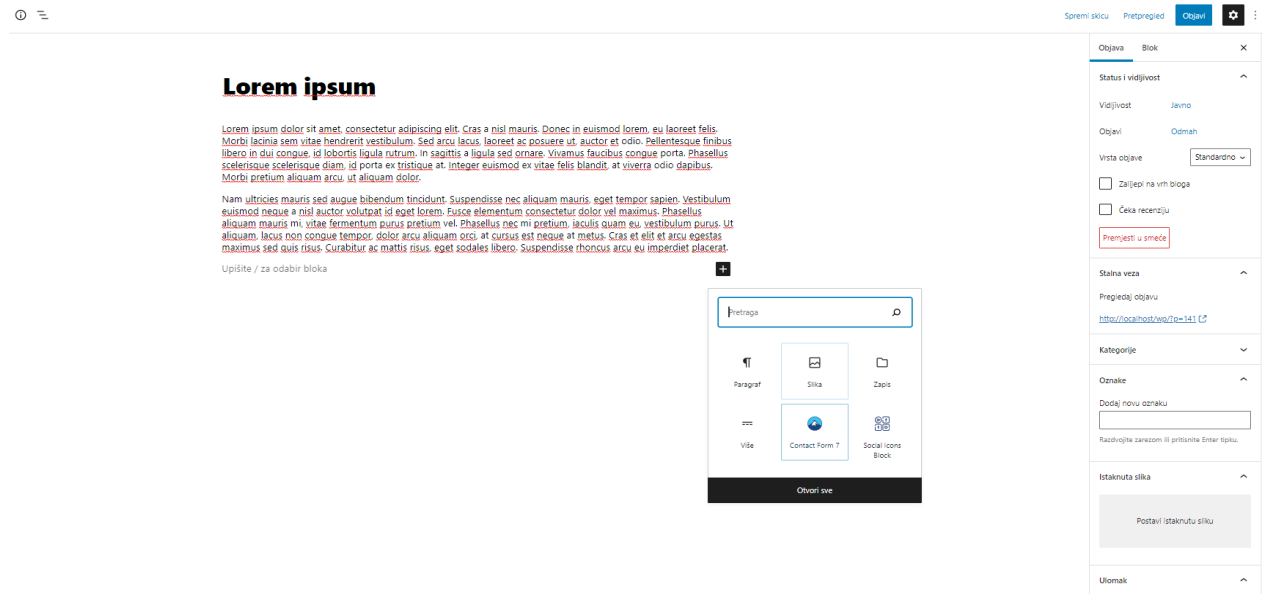 Spremi skicu
Pretpregled
Objavi
Lorem ipsum
Lorem ipsum dolor sit amet, consectetur adipiscing elit. Cras a nisl mauris. Donec in euismod lorem, eu laoreet felis.
Morbi lacinia sem vitae hendrerit vestibulum. Sed arcu lacus, laoreet ac posuere ut, auctor et odio. Pellentesque finibus
libero in dui congue, id lobortis ligula rutrum. In sagittis a ligula sed ornare. Vivamus faucibus congue porta. Phasellus
scelerisque scelerisque diam, id porta ex tristique at. Integer euismod ex vitae felis blandit, at viverra odio dapibus.
Morbi pretium aliquam arcu, ut aliquam dolor.
Nam ultricies mauris sed augue bibendum tincidunt. Suspendisse nec aliquam mauris, eget tempor sapien. Vestibulum
euismod neque a nisl auctor volutpat id eget lorem. Fusce elementum consectetur dolor vel maximus. Phasellus
aliquam mauris mi, vitae fermentum purus pretium vel. Phasellus nec mi pretium, iaculis quam eu, vestibulum purus. Ut
aliquam, lacus non congue tempor, dolor arcu aliquam orci, at cursus est neque at metus. Cras et elit et arcu egestas
maximus sed quis risus. Curabitur ac mattis risus, eget sodales libero. Suspendisse rhoncus arcu eu imperdiet placerat.
Upišite / za odabir bloka
Pretraga
Paragraf
Slika
Zapis
Više
Contact Form 7
Social Icons
Block
Otvori sve
Objava
Blok
Status i vidljivost
Vidljivost
Javno
Objavi
Odmah
Vrsta objave
Standardno
Zalijepi na vrh bloga
Čeka recenziju
Premjesti u smeće
Stalna veza
Pregledaj objavu
http://localhost/wp/?p=141
Kategorije
Oznake
Dodaj novu oznaku
Razdvojite zarezom ili pritisnite Enter tipku.
Istaknuta slika
Postavi istaknutu sliku
Ulomak